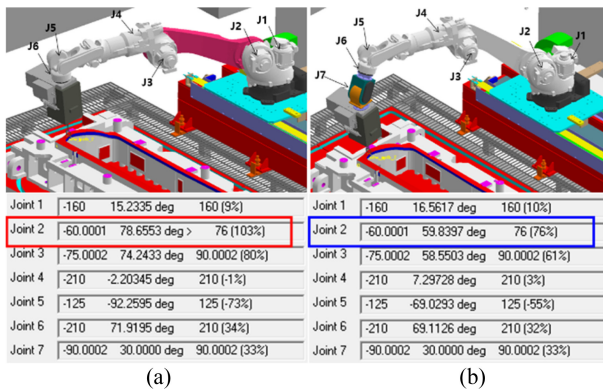 J5
J4
J2
J1
J6
J3
Joint 1 -160 15.2335 deg 160 (9%)
Joint 2 -60.0001 78.6553 deg > 76 (103%)
Joint 3 -75.0002 74.2433 deg 90.0002 (80%)
Joint 4 -210 -2.20345 deg 210 (-1%)
Joint 5 -125 -92.2595 deg 125 (-73%)
Joint 6 -210 71.9195 deg 210 (34%)
Joint 7 -90.0002 30.0000 deg 90.0002 (33%)
(a)
J4
J5
J2
J1
J6
J3
J7
Joint 1 -160 16.5617 deg 160 (10%)
Joint 2 -60.0001 59.8397 deg 76 (76%)
Joint 3 -75.0002 58.5503 deg 90.0002 (61%)
Joint 4 -210 7.29728 deg 210 (3%)
Joint 5 -125 -69.0293 deg 125 (-55%)
Joint 6 -210 69.1126 deg 210 (32%)
Joint 7 -90.0002 30.0000 deg 90.0002 (33%)
(b)